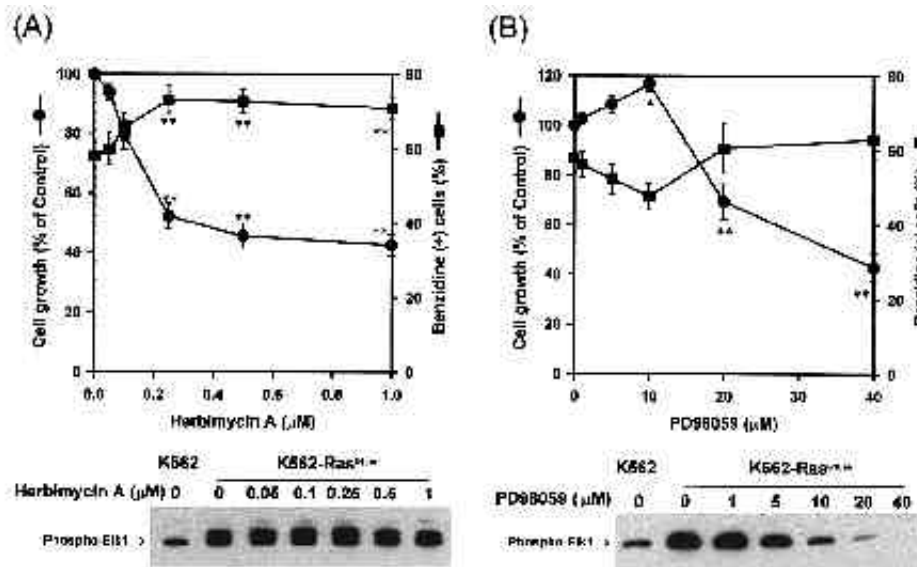 (A)
(B)
Cell growth (% of Control)
100
80
60
40
20
0
80
60
40
20
0
Benzidine (+) cells (%)
0.0 0.2 0.4 0.6 0.8 1.0
Herbimycin A (μM)
Cell growth (% of Control)
120
100
80
60
40
20
0
80
60
40
20
0
0 10 20 30 40
PD98059 (μM)
K562 K562-Ras
Herbimycin A (μM) 0 0 0.05 0.1 0.25 0.5 1
Phospho-Elk1 >
K562 K562-Ras
PD98059 (μM) 0 0 1 5 10 20 40
Phospho-Elk1 >